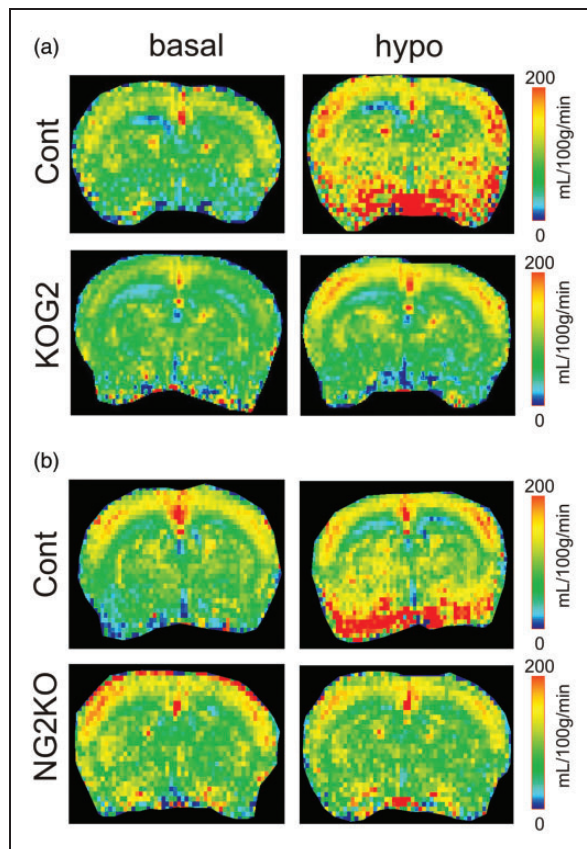 (a) basal hypo
Cont
200
mL/100g/min
0
KOG2
200
mL/100g/min
0
(b)
Cont
200
mL/100g/min
0
NG2KO
200
mL/100g/min
0